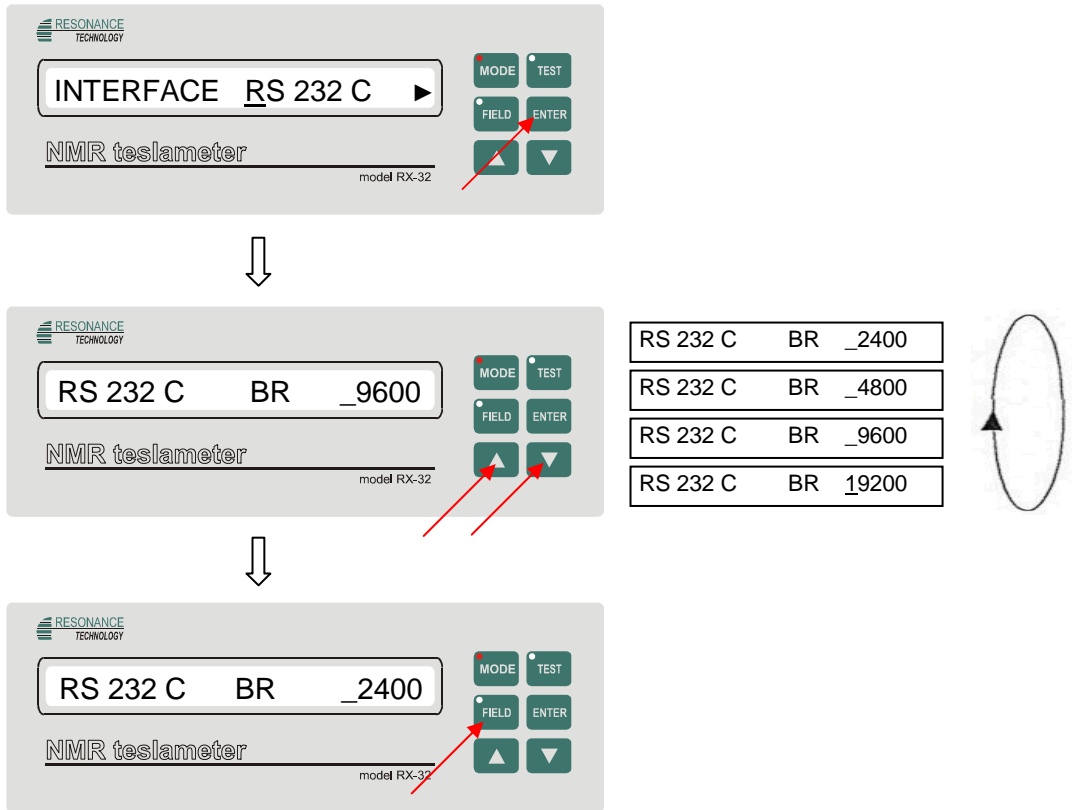 RESONANCE
TECHNOLOGY
INTERFACE RS 232 C ►
MODE TEST
FIELD ENTER
▲ ▼
NMR teslameter
model RX-32
RESONANCE
TECHNOLOGY
RS 232 C BR _9600
MODE TEST
FIELD ENTER
▲ ▼
NMR teslameter
model RX-32
RS 232 C BR _2400
RS 232 C BR _4800
RS 232 C BR _9600
RS 232 C BR 19200
RESONANCE
TECHNOLOGY
RS 232 C BR _2400
MODE TEST
FIELD ENTER
▲ ▼
NMR teslameter
model RX-32